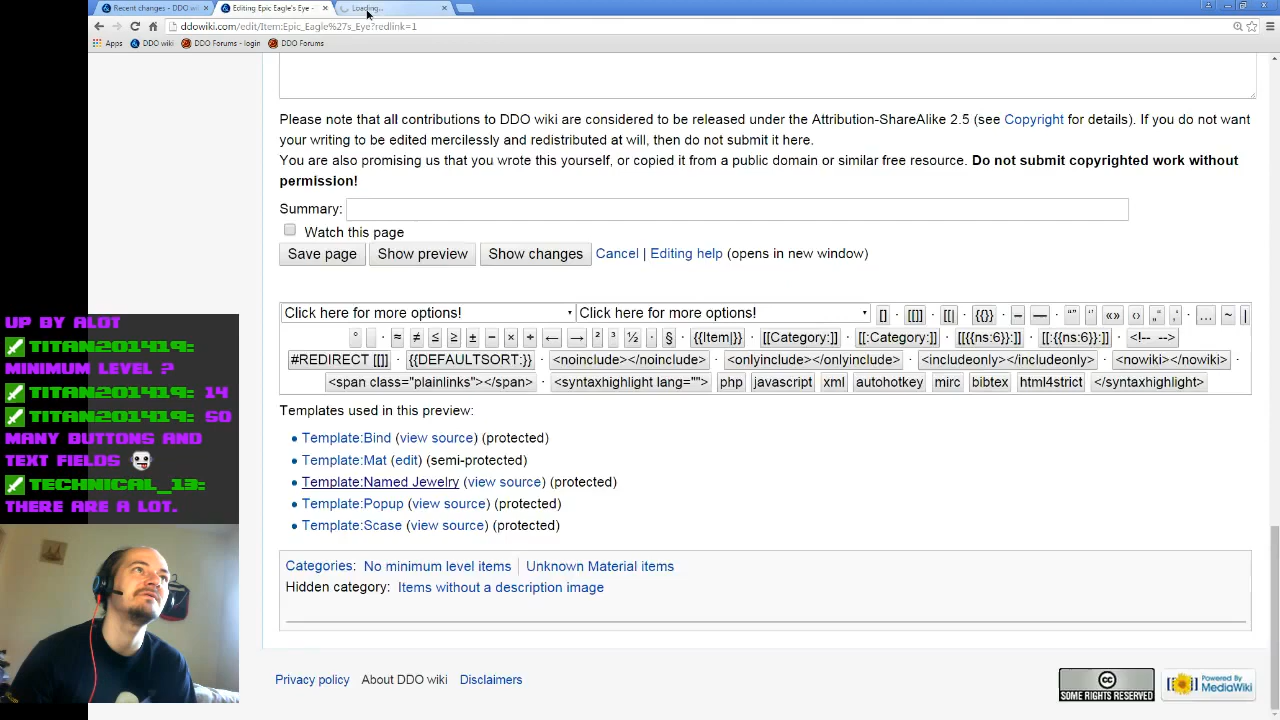 Recent changes - DDO wi
Editing Epic Eagle's Eye -
Loading...
ddowiki.com/edit/Item:Epic_Eagle%27s_Eye?redlink=1
Apps DDO wiki DDO Forums - login DDO Forums
Please note that all contributions to DDO wiki are considered to be released under the Attribution-ShareAlike 2.5 (see Copyright for details). If you do not want
your writing to be edited mercilessly and redistributed at will, then do not submit it here.
You are also promising us that you wrote this yourself, or copied it from a public domain or similar free resource. Do not submit copyrighted work without
permission!
Summary:
Watch this page
Save page Show preview Show changes Cancel | Editing help (opens in new window)
Click here for more options! Click here for more options! [] · [[]] · [[| · {{}} · – · — · “” · ‘’ · «» · ‹› · „“ · ‚‘ · … · ~ · |
° · · ≈ · ≠ · ≤ · ≥ · ± · − · × · ÷ · ← · → · ² · ³ · ½ · · · § · {{Item|}} · [[Category:]] · [[:Category:]] · [[{{ns:6}}:]] · [[:{{ns:6}}:]] · <!-- -->
#REDIRECT [[]] · {{DEFAULTSORT:}} · <noinclude></noinclude> · <onlyinclude></onlyinclude> · <includeonly></includeonly> · <nowiki></nowiki> ·
<span class="plainlinks"></span> · <syntaxhighlight lang=""> php javascript xml autohotkey mirc bibtex html4strict </syntaxhighlight>
Templates used in this preview:
Template:Bind (view source) (protected)
Template:Mat (edit) (semi-protected)
Template:Named Jewelry (view source) (protected)
Template:Popup (view source) (protected)
Template:Scase (view source) (protected)
Categories: No minimum level items | Unknown Material items
Hidden category: Items without a description image
Privacy policy About DDO wiki Disclaimers
CC
SOME RIGHTS RESERVED
Powered By
MediaWiki
UP BY ALOT
TITAN201419:
MINIMUM LEVEL ?
TITAN201419: 14
TITAN201419: SO
MANY BUTTONS AND
TEXT FIELDS
TECHNICAL_13:
THERE ARE A LOT.